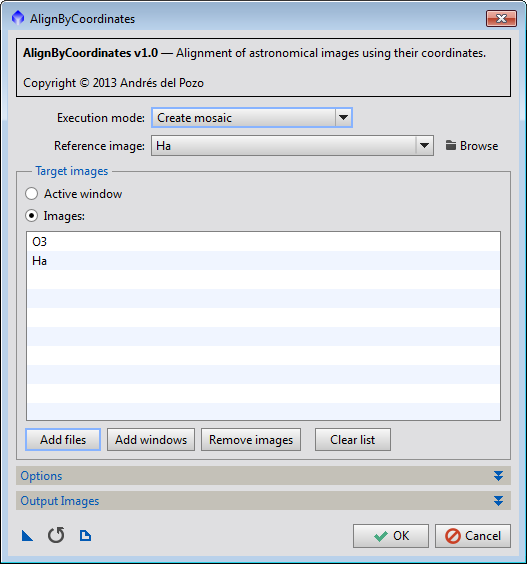 AlignByCoordinates
AlignByCoordinates v1.0 — Alignment of astronomical images using their coordinates.
Copyright © 2013 Andrés del Pozo
Execution mode: Create mosaic
Reference image: Ha Browse
Target images
Active window
Images:
O3
Ha
Add files Add windows Remove images Clear list
Options
Output Images
OK Cancel